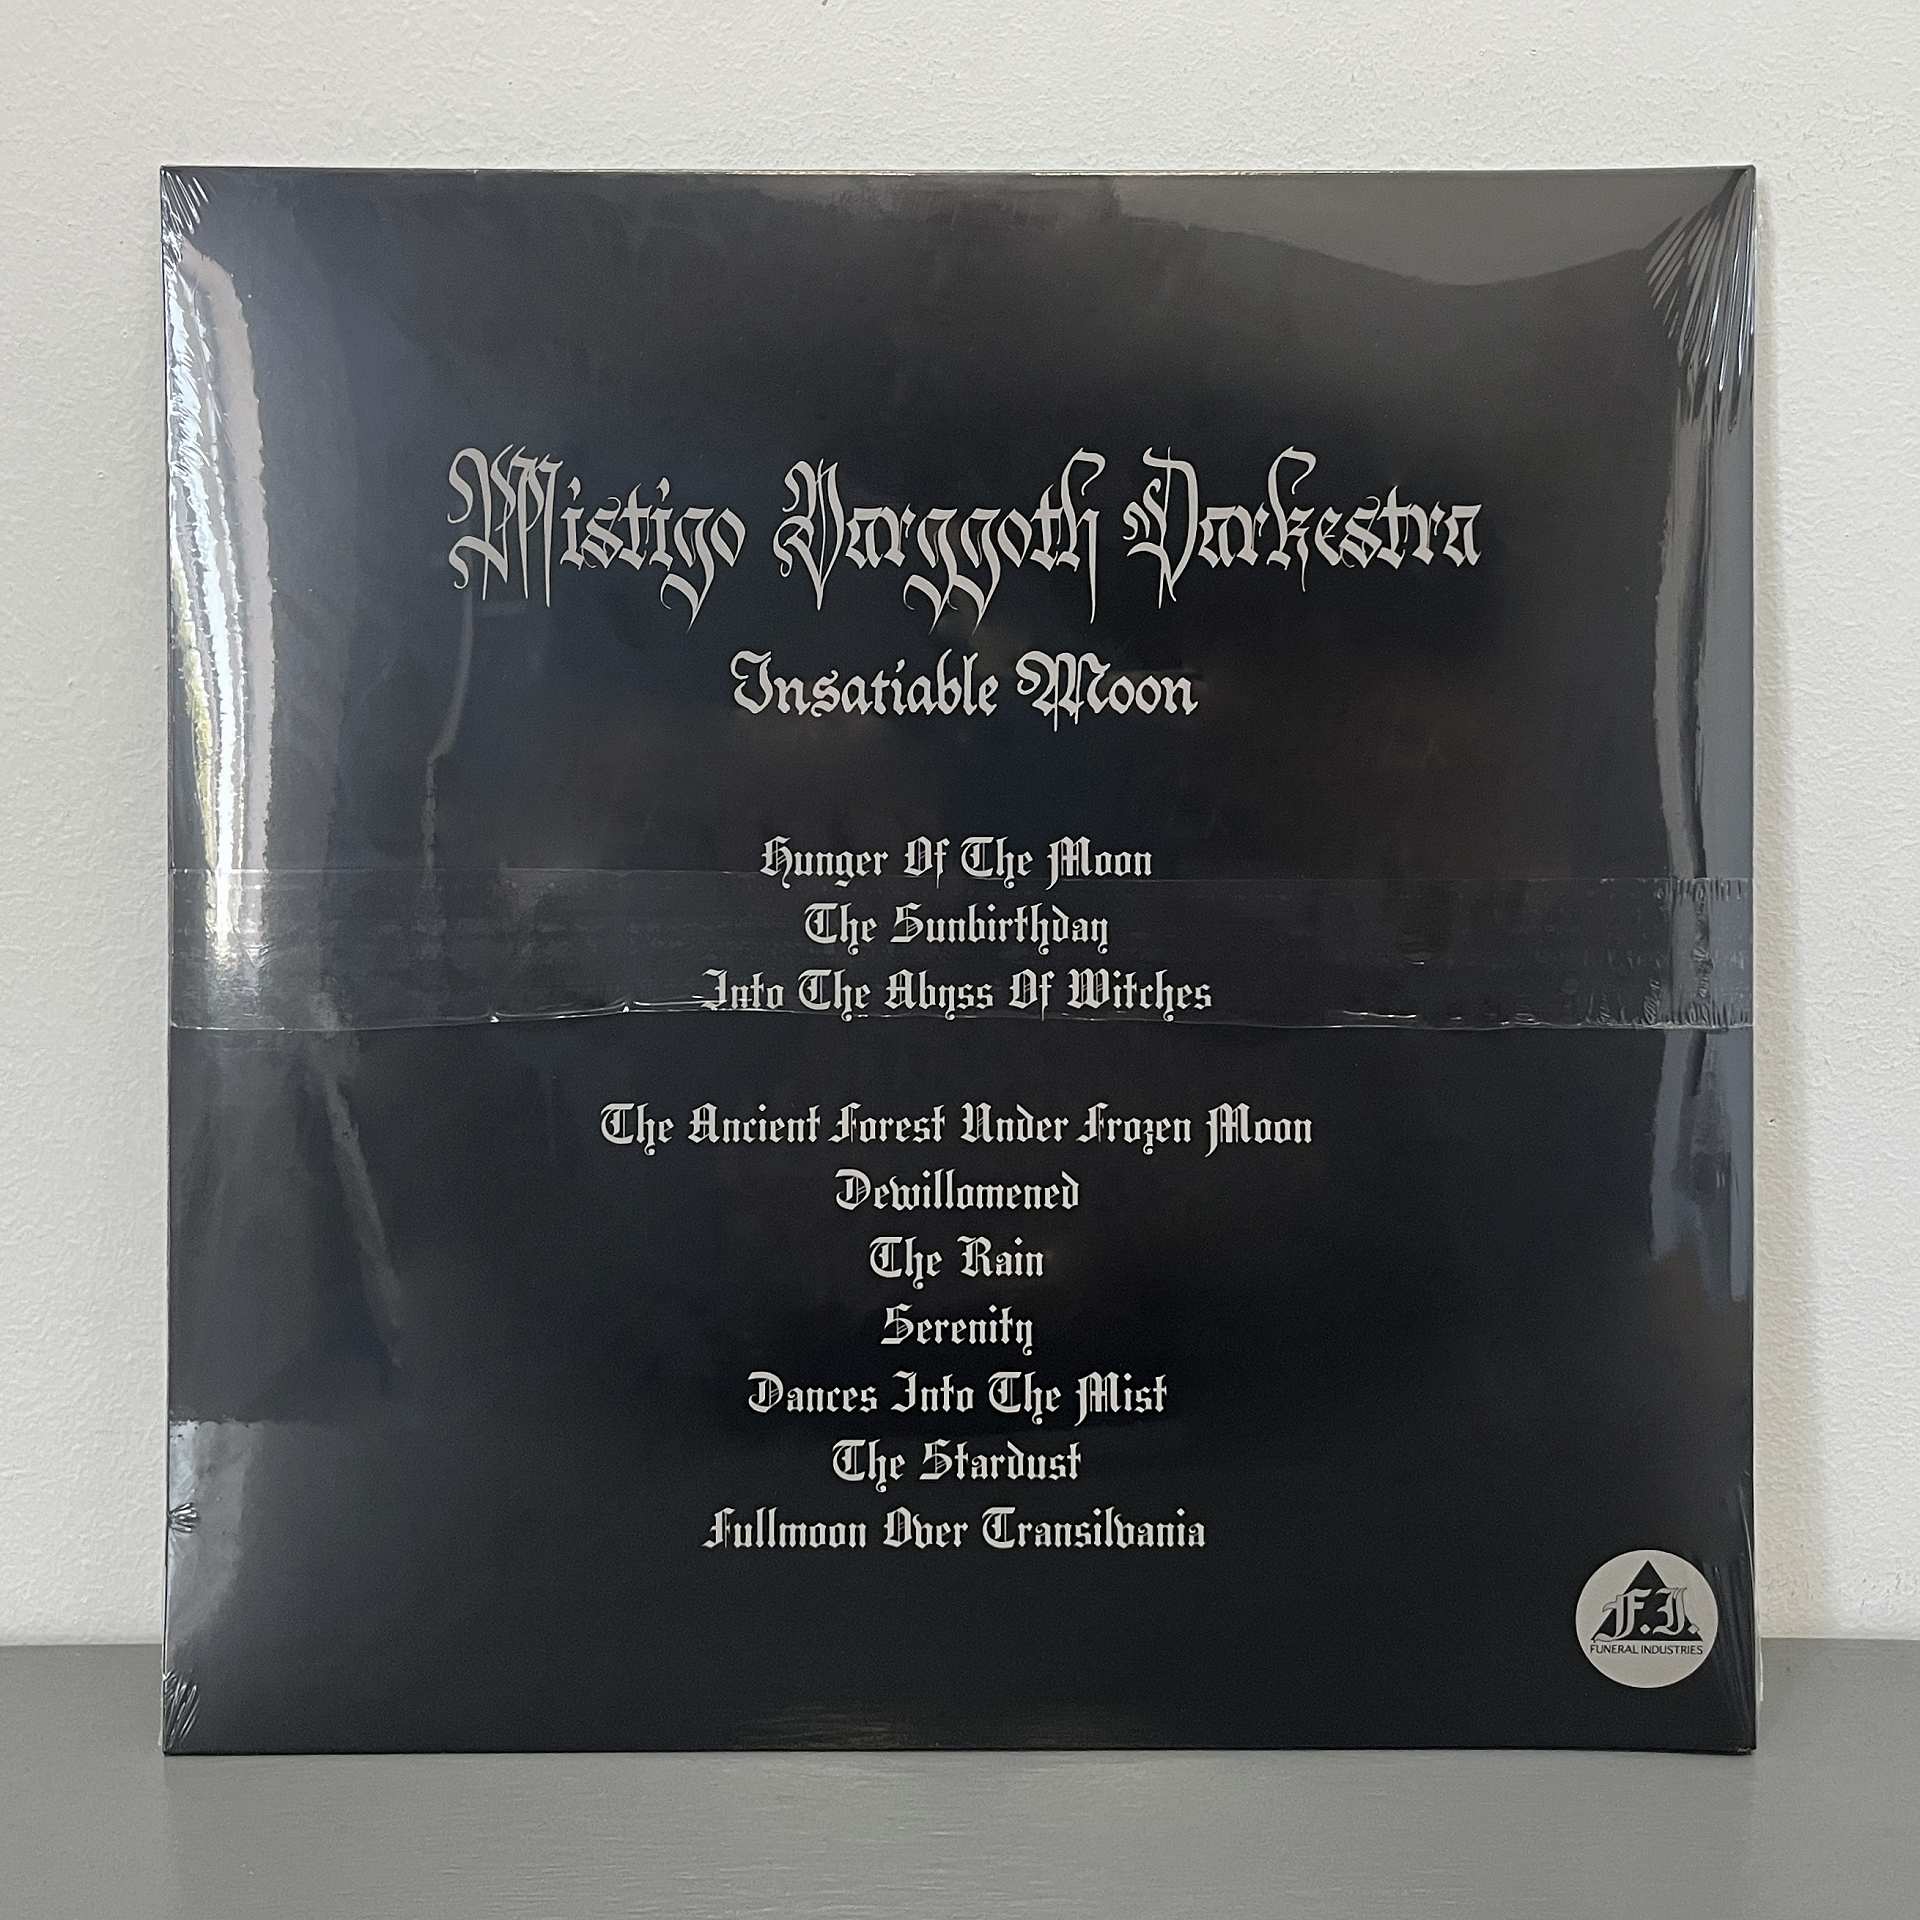 Mistigo Varggoth Darkestra
Insatiable Moon
Hunger Of The Moon
The Sunbirthday
Into The Abyss Of Witches
The Ancient Forest Under Frozen Moon
Dewillomened
The Rain
Serenity
Dances Into The Mist
The Stardust
Fullmoon Over Transilvania
F.I.
FUNERAL INDUSTRIES